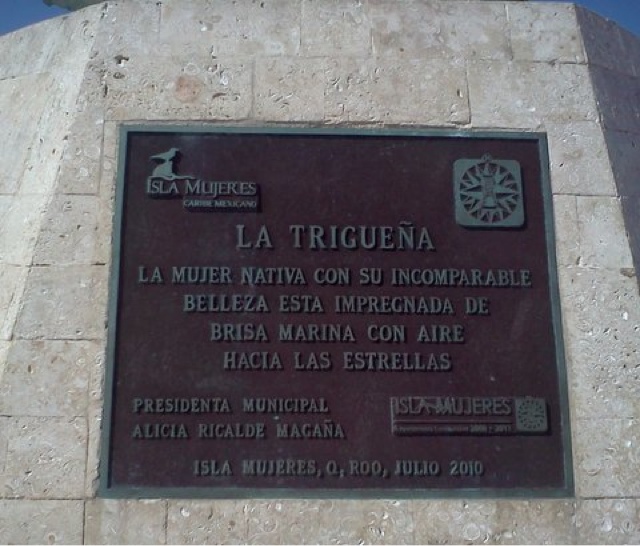 ISLA MUJERES
CARIBE MEXICANO
LA TRIGUEÑA
LA MUJER NATIVA CON SU INCOMPARABLE
BELLEZA ESTA IMPREGNADA DE
BRISA MARINA CON AIRE
HACIA LAS ESTRELLAS
PRESIDENTA MUNICIPAL
ALICIA RICALDE MAGAÑA
ISLA MUJERES
ISLA MUJERES, Q, ROO, JULIO 2010